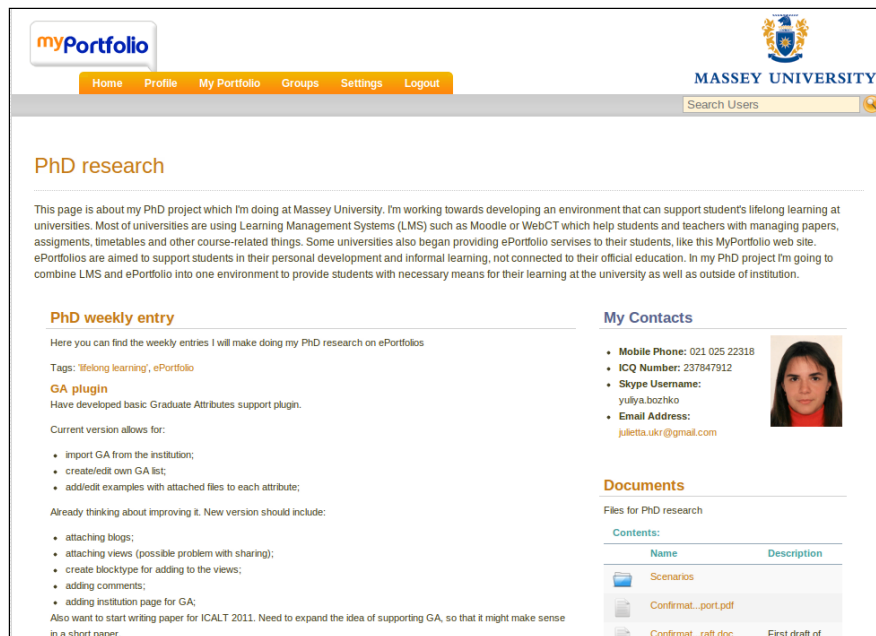 myPortfolio
MASSEY UNIVERSITY
Home Profile My Portfolio Groups Settings Logout
Search Users
PhD research
This page is about my PhD project which I'm doing at Massey University. I'm working towards developing an environment that can support student's lifelong learning at
universities. Most of universities are using Learning Management Systems (LMS) such as Moodle or WebCT which help students and teachers with managing papers,
assigments, timetables and other course-related things. Some universities also began providing ePortfolio servises to their students, like this MyPortfolio web site.
ePortfolios are aimed to support students in their personal development and informal learning, not connected to their official education. In my PhD project I'm going to
combine LMS and ePortfolio into one environment to provide students with necessary means for their learning at the university as well as outside of institution.
PhD weekly entry
Here you can find the weekly entries I will make doing my PhD research on ePortfolios
Tags: 'lifelong learning', ePortfolio
GA plugin
Have developed basic Graduate Attributes support plugin.
Current version allows for:
import GA from the institution;
create/edit own GA list;
add/edit examples with attached files to each attribute;
Already thinking about improving it. New version should include:
attaching blogs;
attaching views (possible problem with sharing);
create blocktype for adding to the views;
adding comments;
adding institution page for GA;
Also want to start writing paper for ICALT 2011. Need to expand the idea of supporting GA, so that it might make sense
in a short paper
My Contacts
Mobile Phone: 021 025 22318
ICQ Number: 237847912
Skype Username:
yuliya.bozhko
Email Address:
julietta.ukr@gmail.com
Documents
Files for PhD research
Contents:
Name Description
Scenarios
Confirmat...port.pdf
Confirmat...raft.doc First draft of